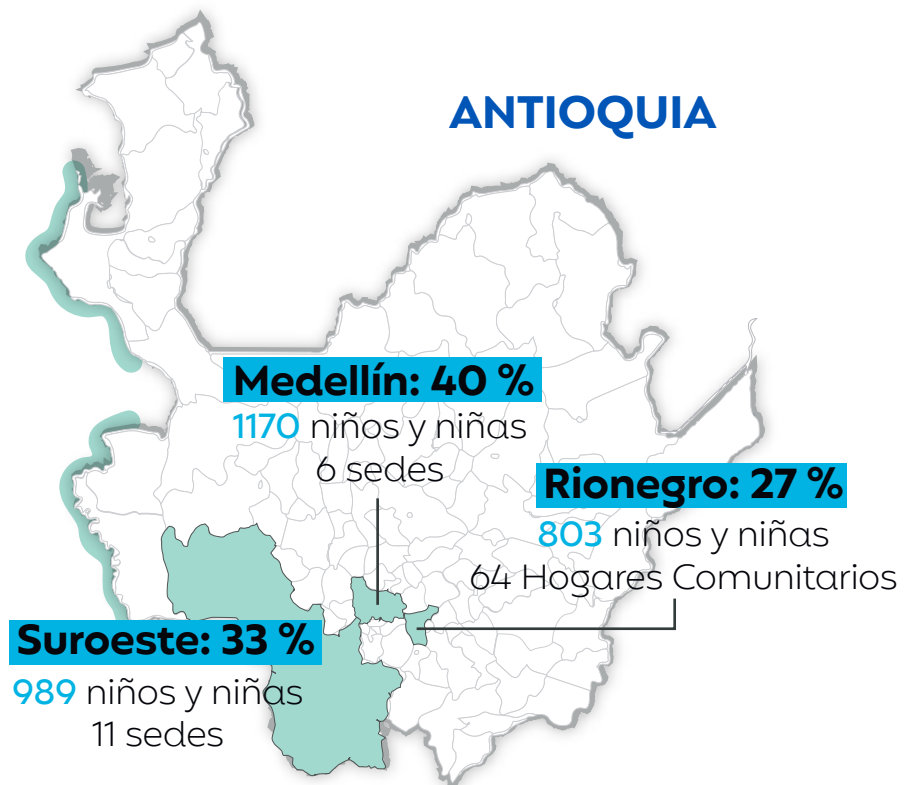 ANTIOQUIA
Medellín: 40 %
1170 niños y niñas
6 sedes
Rionegro: 27 %
803 niños y niñas
64 Hogares Comunitarios
Suroeste: 33 %
989 niños y niñas
11 sedes